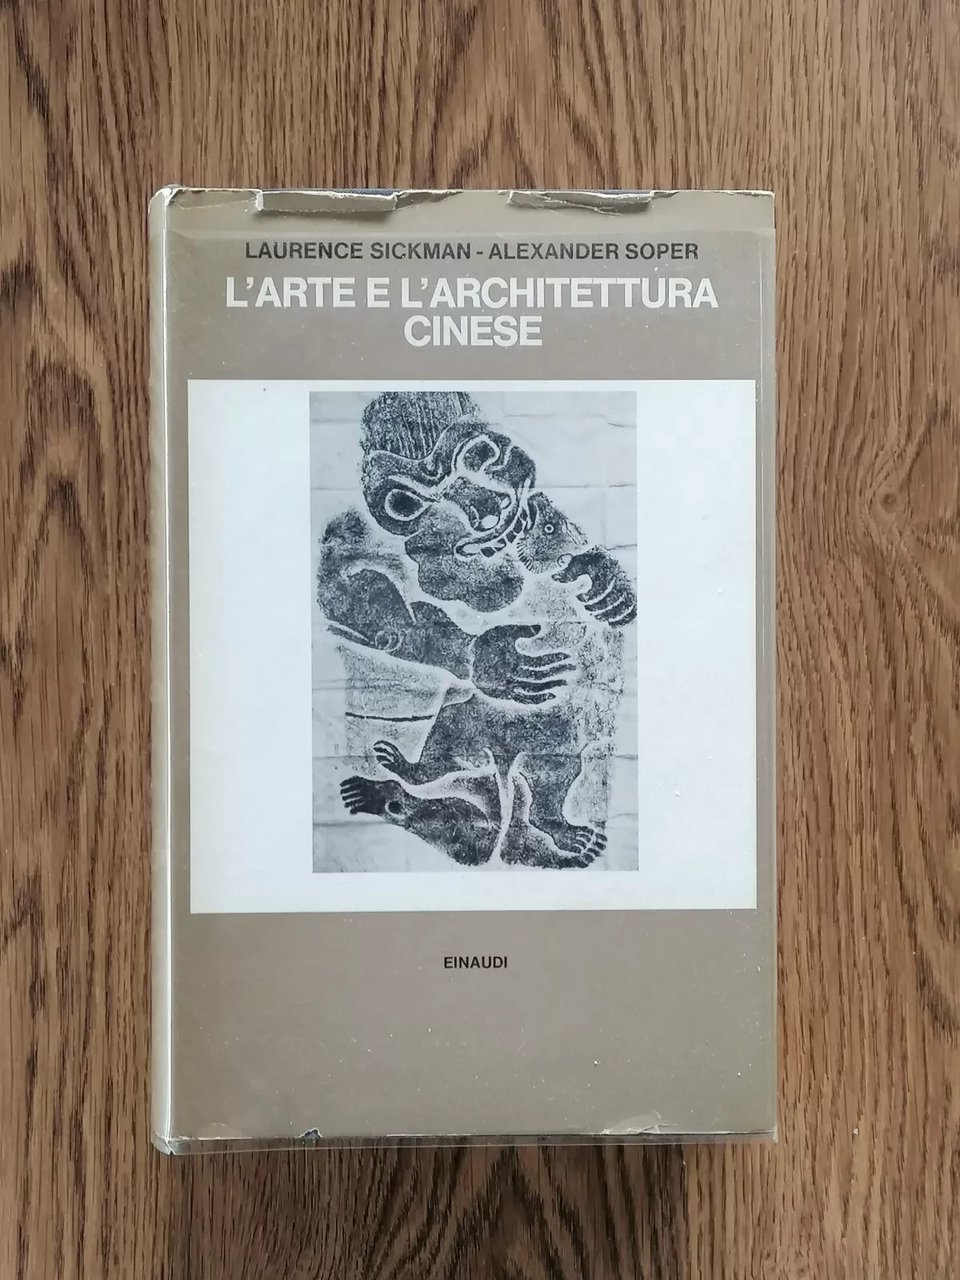 LAURENCE SICKMAN - ALEXANDER SOPER
L'ARTE E L'ARCHITETTURA
CINESE
EINAUDI